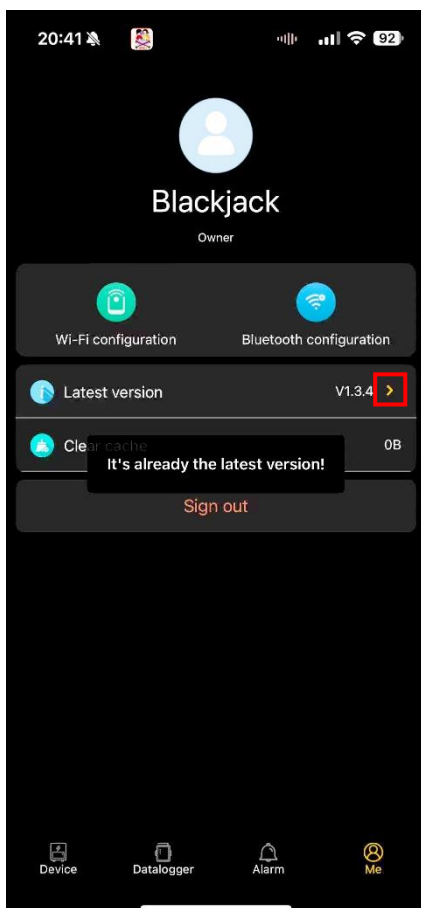 20:41
92
Blackjack
Owner
Wi-Fi configuration
Bluetooth configuration
Latest version
V1.3.4
Clear cache
0B
It's already the latest version!
Sign out
Device
Datalogger
Alarm
Me